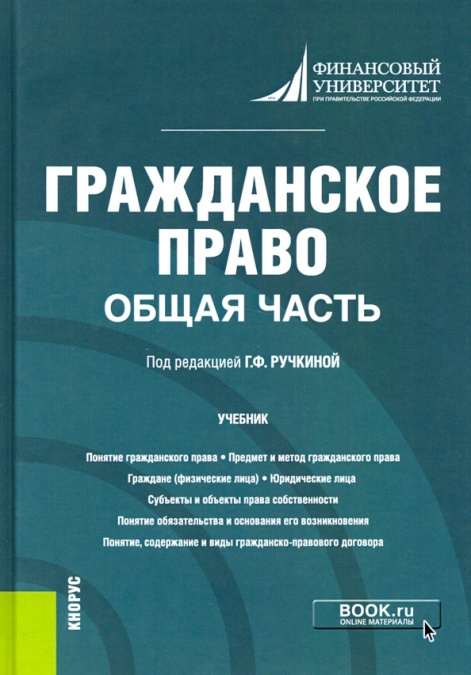 ФИНАНСОВЫЙ
УНИВЕРСИТЕТ
ПРИ ПРАВИТЕЛЬСТВЕ РОССИЙСКОЙ ФЕДЕРАЦИИ
ГРАЖДАНСКОЕ
ПРАВО
ОБЩАЯ ЧАСТЬ
Под редакцией Г.Ф. РУЧКИНОЙ
УЧЕБНИК
Понятие гражданского права • Предмет и метод гражданского права
Граждане (физические лица) • Юридические лица
Субъекты и объекты права собственности
Понятие обязательства и основания его возникновения
Понятие, содержание и виды гражданско-правового договора
КНОРУС
BOOK.ru
ONLINE МАТЕРИАЛЫ